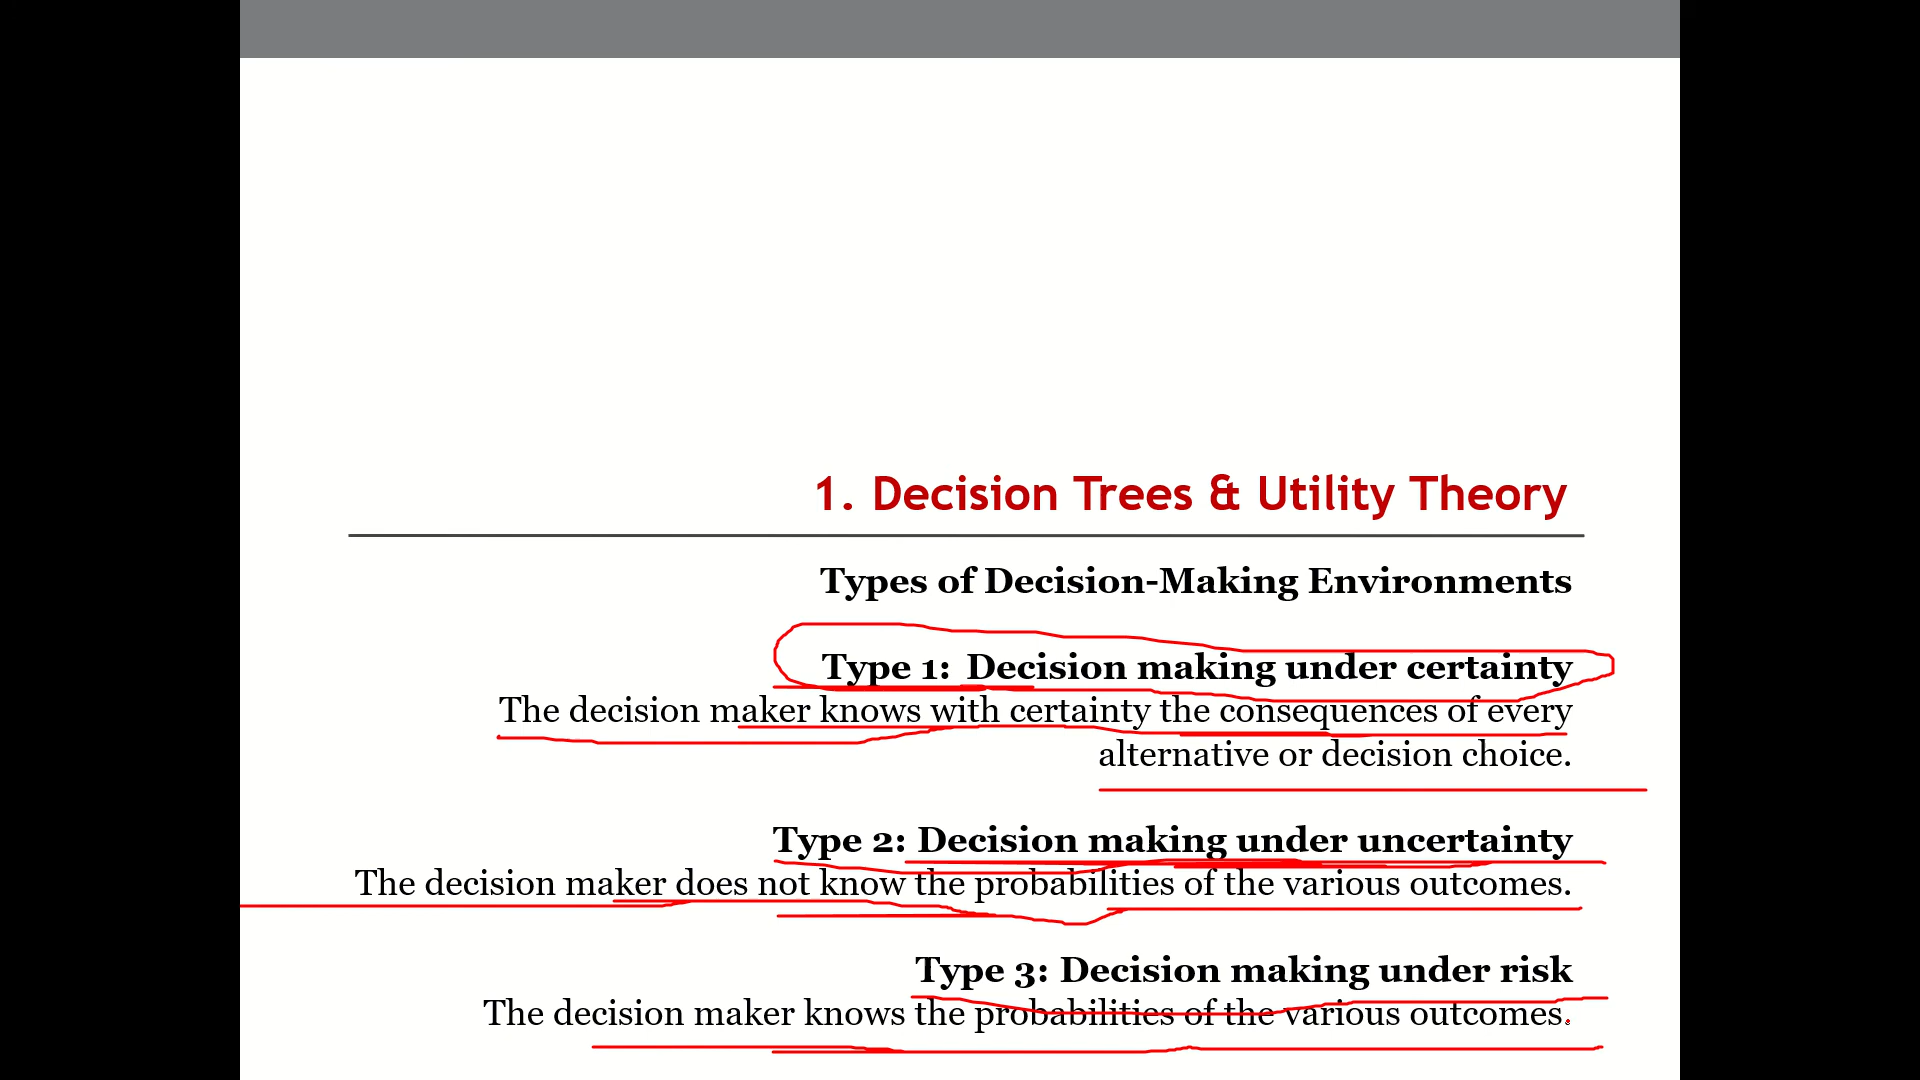 1. Decision Trees & Utility Theory
Types of Decision-Making Environments
Type 1: Decision making under certainty
The decision maker knows with certainty the consequences of every
alternative or decision choice.
Type 2: Decision making under uncertainty
The decision maker does not know the probabilities of the various outcomes.
Type 3: Decision making under risk
The decision maker knows the probabilities of the various outcomes.